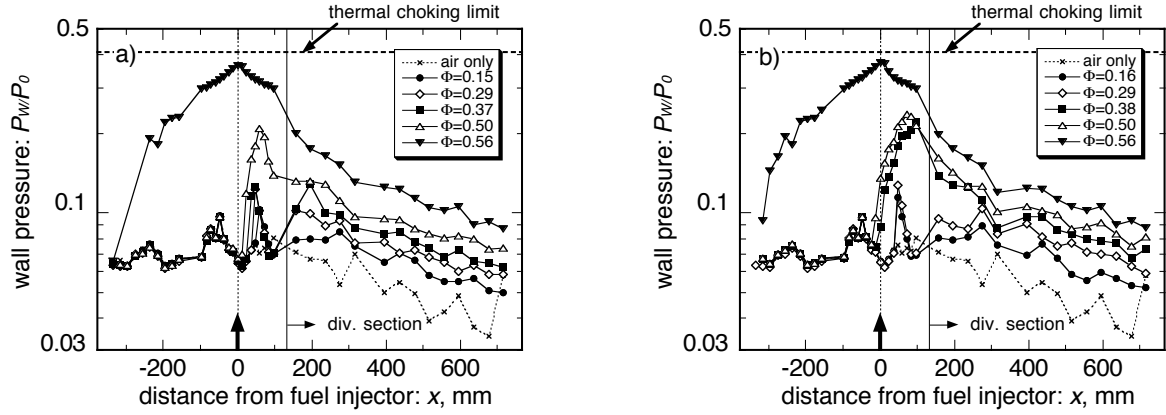 thermal choking limit
0.5
a)
air only
Φ=0.15
Φ=0.29
Φ=0.37
Φ=0.50
Φ=0.56
wall pressure: PW/P0
0.1
div. section
0.03
-200 0 200 400 600
distance from fuel injector: x, mm
thermal choking limit
0.5
b)
air only
Φ=0.16
Φ=0.29
Φ=0.38
Φ=0.50
Φ=0.56
wall pressure: PW/P0
0.1
div. section
0.03
-200 0 200 400 600
distance from fuel injector: x, mm